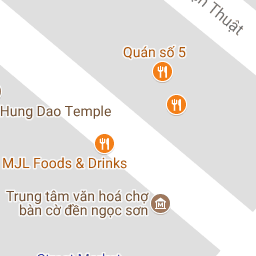 Thuật
Quán số 5
Hung Dao Temple
MJL Foods & Drinks
Trung tâm văn hoá chợ
bàn cờ đền ngọc sơn